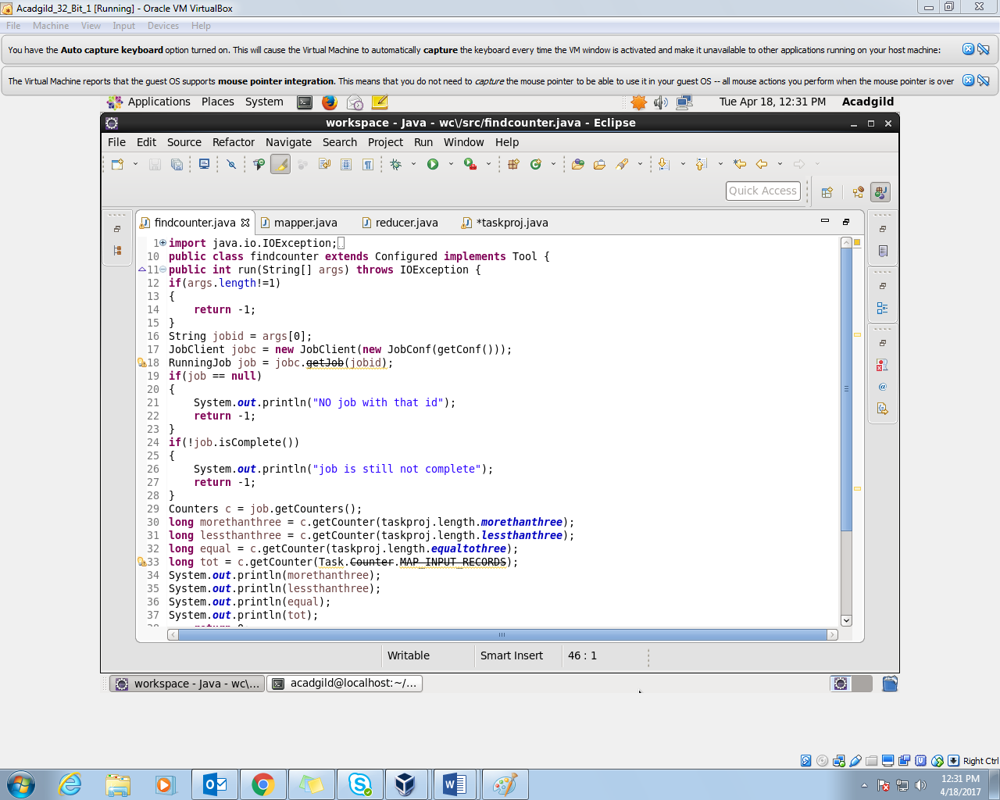 Acadgild_32_Bit_1 [Running] - Oracle VM VirtualBox
File Machine View Input Devices Help
You have the Auto capture keyboard option turned on. This will cause the Virtual Machine to automatically capture the keyboard every time the VM window is activated and make it unavailable to other applications running on your host machine:
The Virtual Machine reports that the guest OS supports mouse pointer integration. This means that you do not need to capture the mouse pointer to be able to use it in your guest OS -- all mouse actions you perform when the mouse pointer is over
Applications Places System Tue Apr 18, 12:31 PM Acadgild
workspace - Java - wc\/src/findcounter.java - Eclipse
File Edit Source Refactor Navigate Search Project Run Window Help
Quick Access
findcounter.java mapper.java reducer.java *taskproj.java
1 import java.io.IOException;
10 public class findcounter extends Configured implements Tool {
11 public int run(String[] args) throws IOException {
12 if(args.length!=1)
13 {
14 return -1;
15 }
16 String jobid = args[0];
17 JobClient jobc = new JobClient(new JobConf(getConf()));
18 RunningJob job = jobc.getJob(jobid);
19 if(job == null)
20 {
21 System.out.println("NO job with that id");
22 return -1;
23 }
24 if(!job.isComplete())
25 {
26 System.out.println("job is still not complete");
27 return -1;
28 }
29 Counters c = job.getCounters();
30 long morethanthree = c.getCounter(taskproj.length.morethanthree);
31 long lessthanthree = c.getCounter(taskproj.length.lessthanthree);
32 long equal = c.getCounter(taskproj.length.equaltothree);
33 long tot = c.getCounter(Task.Counter.MAP_INPUT_RECORDS);
34 System.out.println(morethanthree);
35 System.out.println(lessthanthree);
36 System.out.println(equal);
37 System.out.println(tot);
Writable Smart Insert 46 : 1
workspace - Java - wc\... acadgild@localhost:~/...
Right Ctrl
12:31 PM
4/18/2017